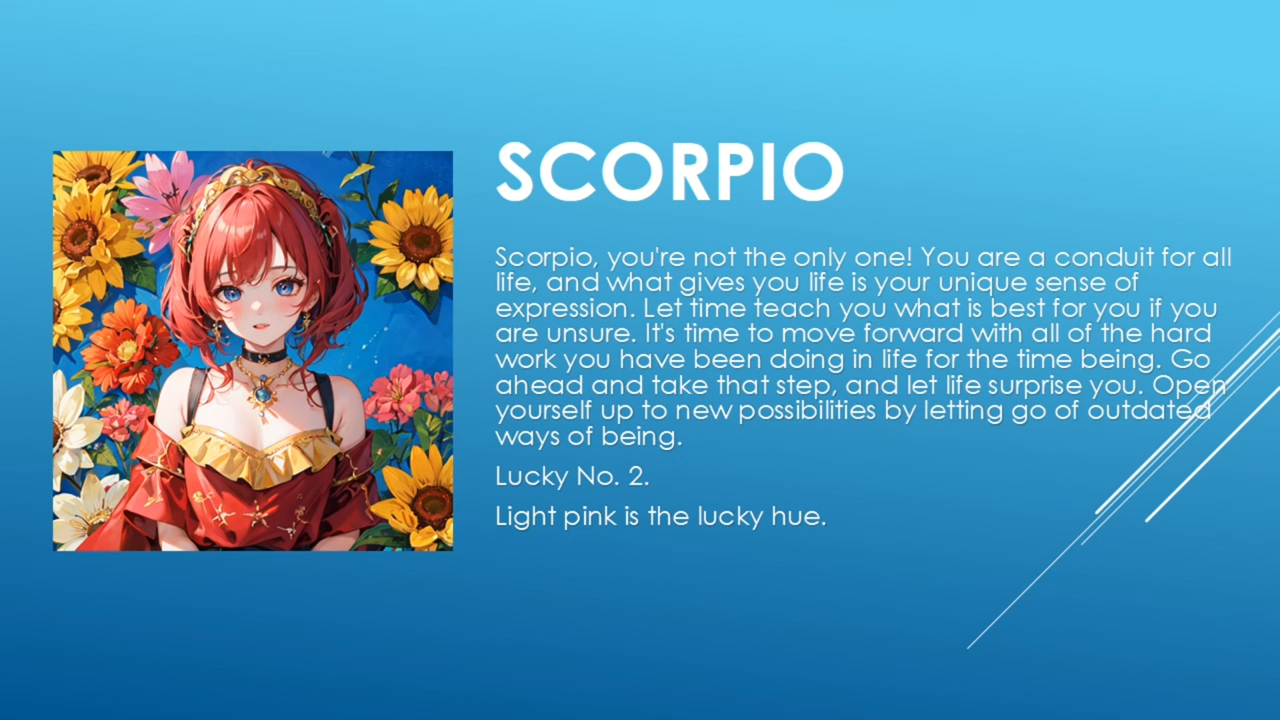 SCORPIO
Scorpio, you're not the only one! You are a conduit for all
life, and what gives you life is your unique sense of
expression. Let time teach you what is best for you if you
are unsure. It's time to move forward with all of the hard
work you have been doing in life for the time being. Go
ahead and take that step, and let life surprise you. Open
yourself up to new possibilities by letting go of outdated
ways of being.
Lucky No. 2.
Light pink is the lucky hue.